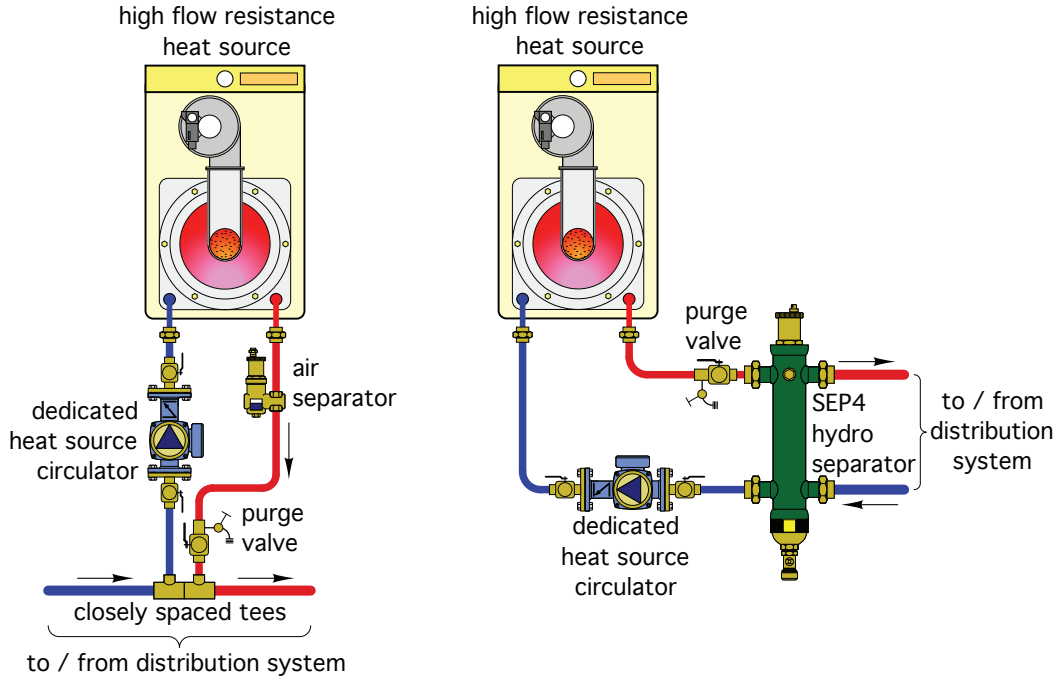 high flow resistance
heat source
air
separator
dedicated
heat source
circulator
purge
valve
closely spaced tees
to / from distribution system
high flow resistance
heat source
purge
valve
SEP4
hydro
separator
to / from
distribution
system
dedicated
heat source
circulator